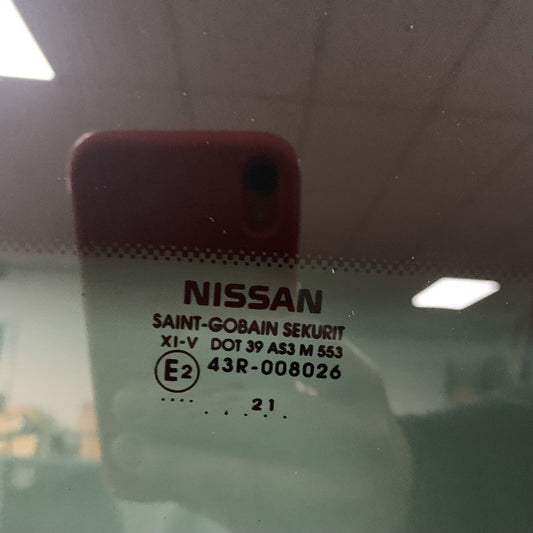 NISSAN
SAINT-GOBAIN SEKURIT
XI-V DOT 39 AS3 M 553
E2 43R-008026
.... 21
. . . . .